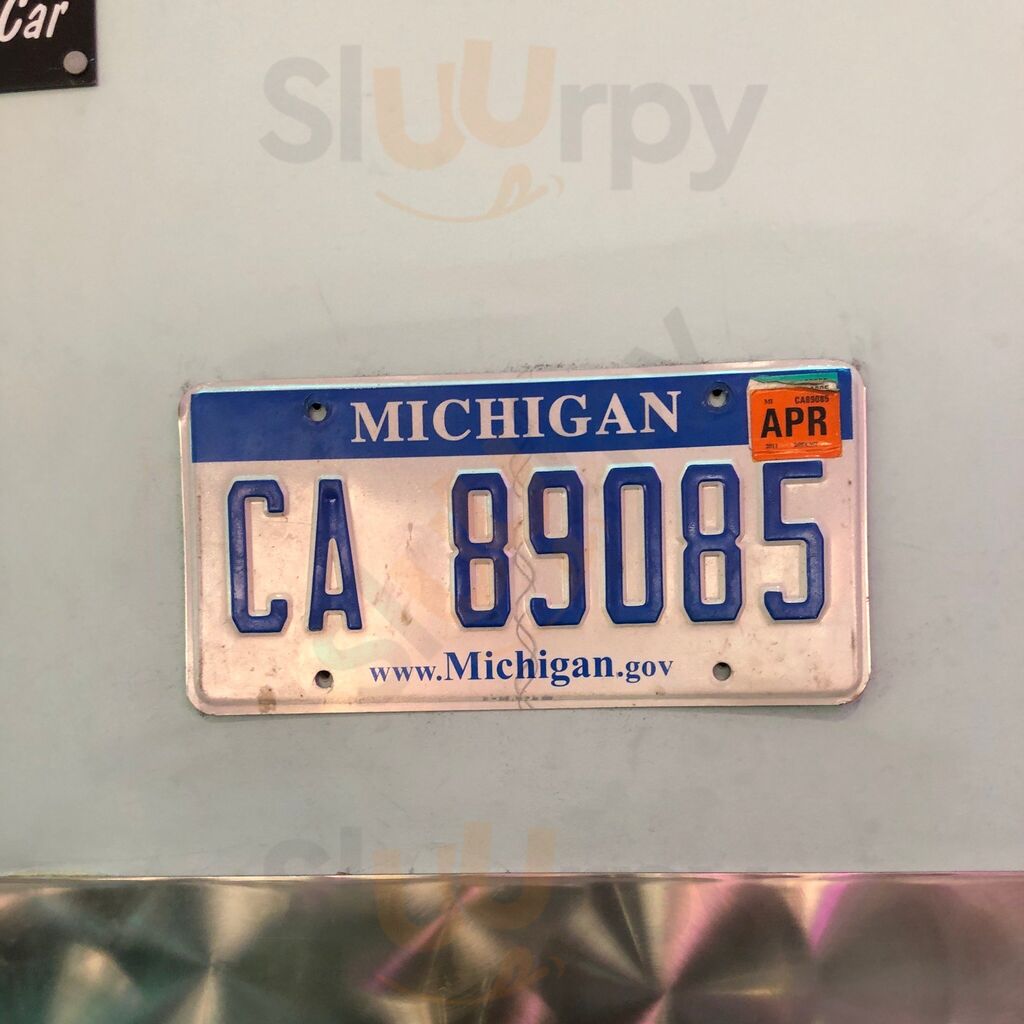 Car
Sluurpy
MICHIGAN
MI CA89085
APR
CA 89085
www.Michigan.gov